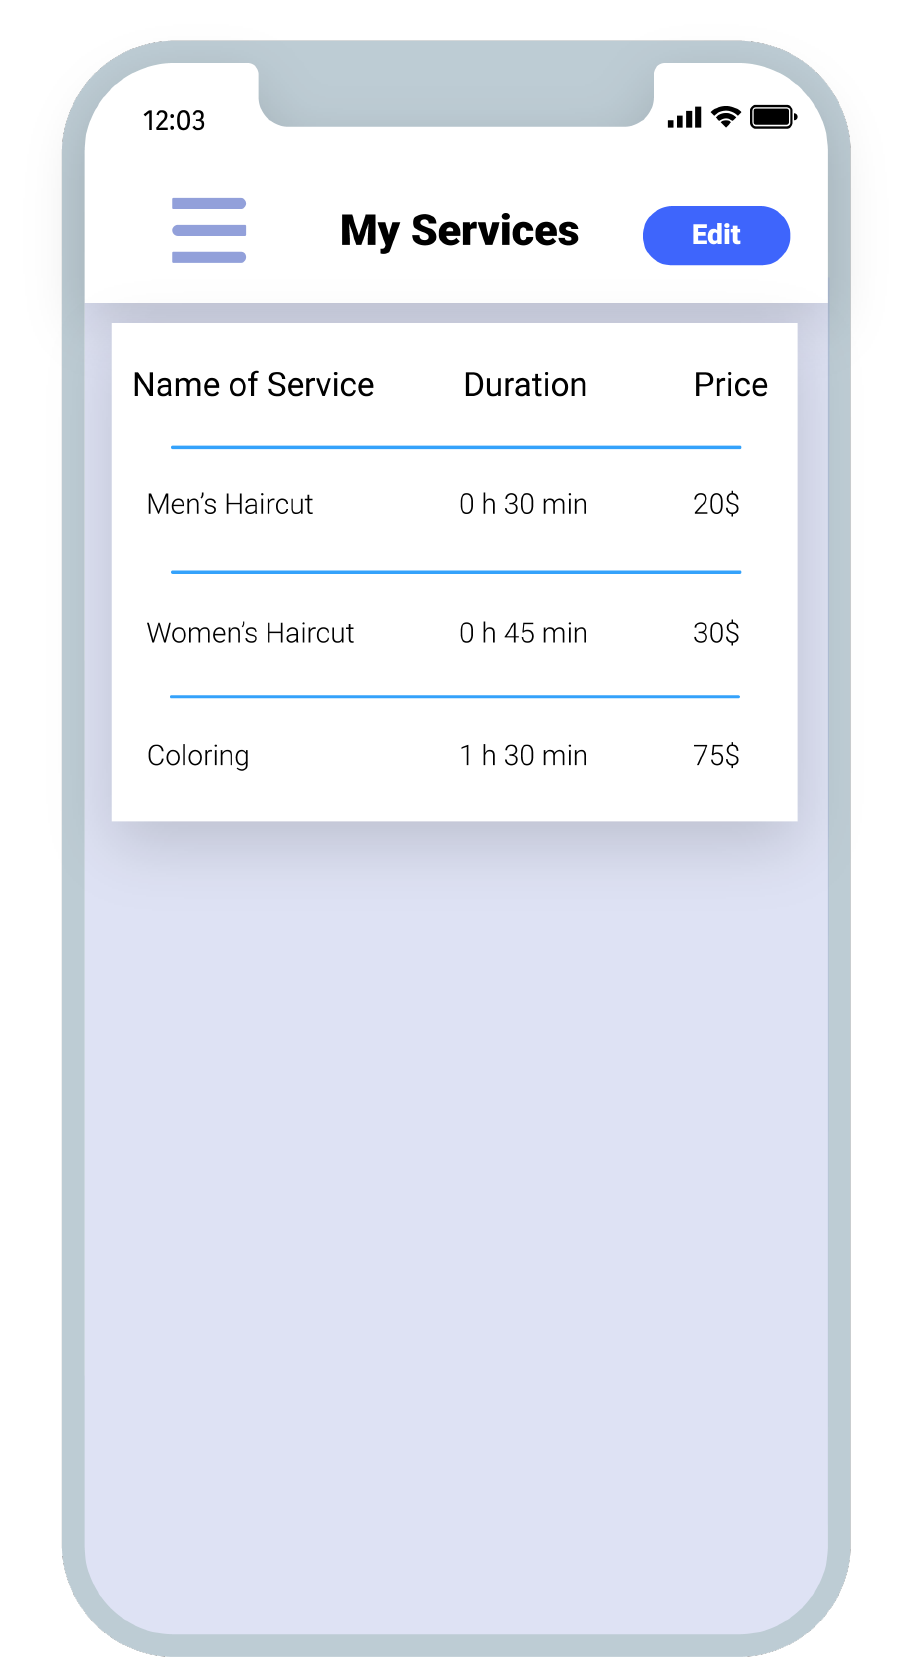 12:03
My Services
Edit
Name of Service Duration Price
Men’s Haircut 0 h 30 min 20$
Women’s Haircut 0 h 45 min 30$
Coloring 1 h 30 min 75$